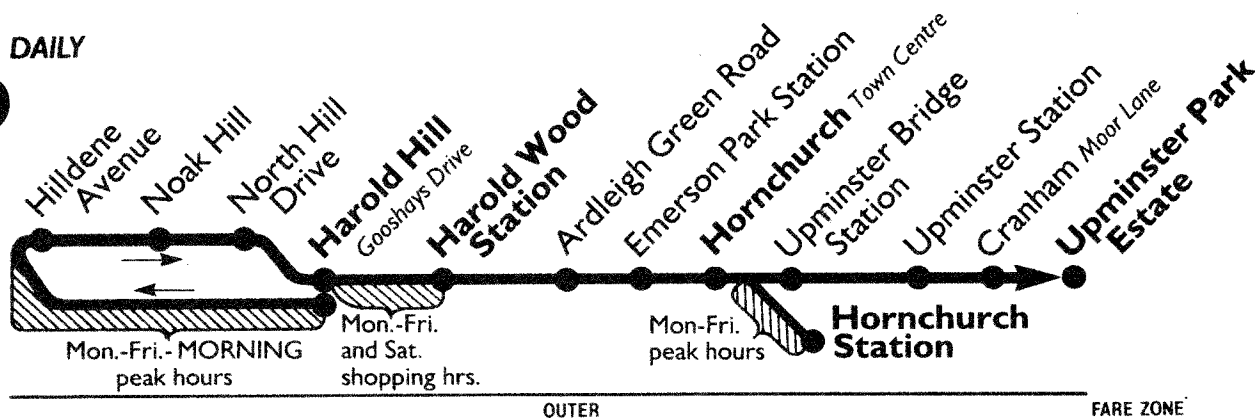 DAILY
Hilldene
Avenue
Noak Hill
North Hill
Drive
Harold Hill
Gooshays Drive
Harold Wood
Station
Ardleigh Green Road
Emerson Park Station
Hornchurch Town Centre
Upminster Bridge
Station
Upminster Station
Cranham Moor Lane
Upminster Park
Estate
Mon.-Fri.- MORNING
peak hours
Mon.-Fri.
and Sat.
shopping hrs.
Mon-Fri.
peak hours
Hornchurch
Station
OUTER
FARE ZONE